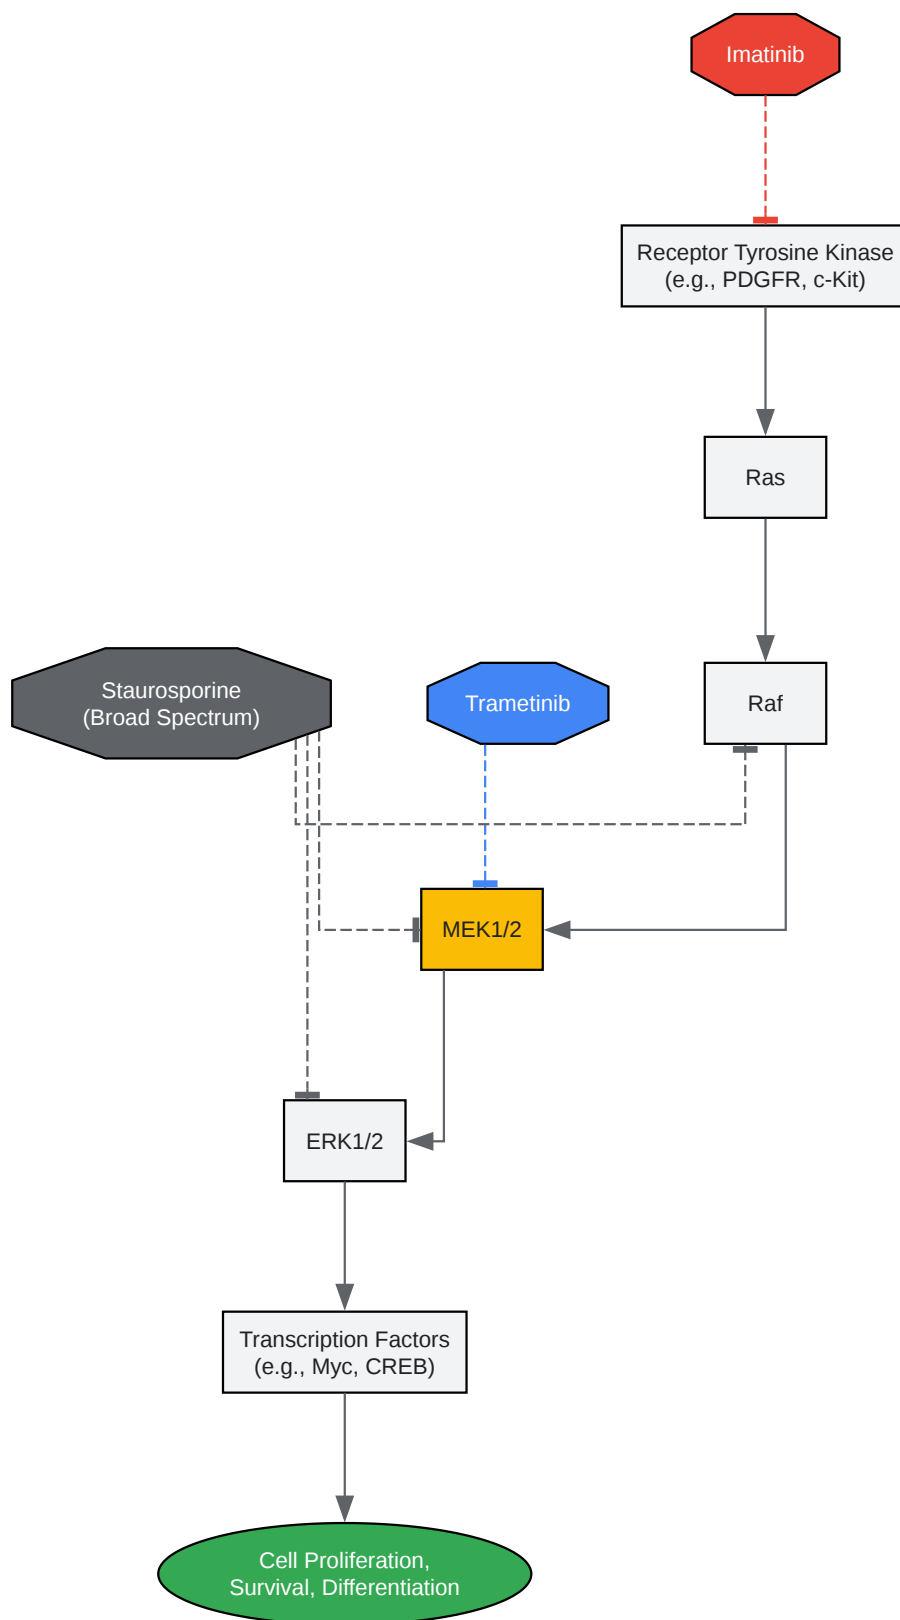 Imatinib
Receptor Tyrosine Kinase
(e.g., PDGFR, c-Kit)
Ras
Staurosporine
(Broad Spectrum)
Trametinib
Raf
MEK1/2
ERK1/2
Transcription Factors
(e.g., Myc, CREB)
Cell Proliferation,
Survival, Differentiation